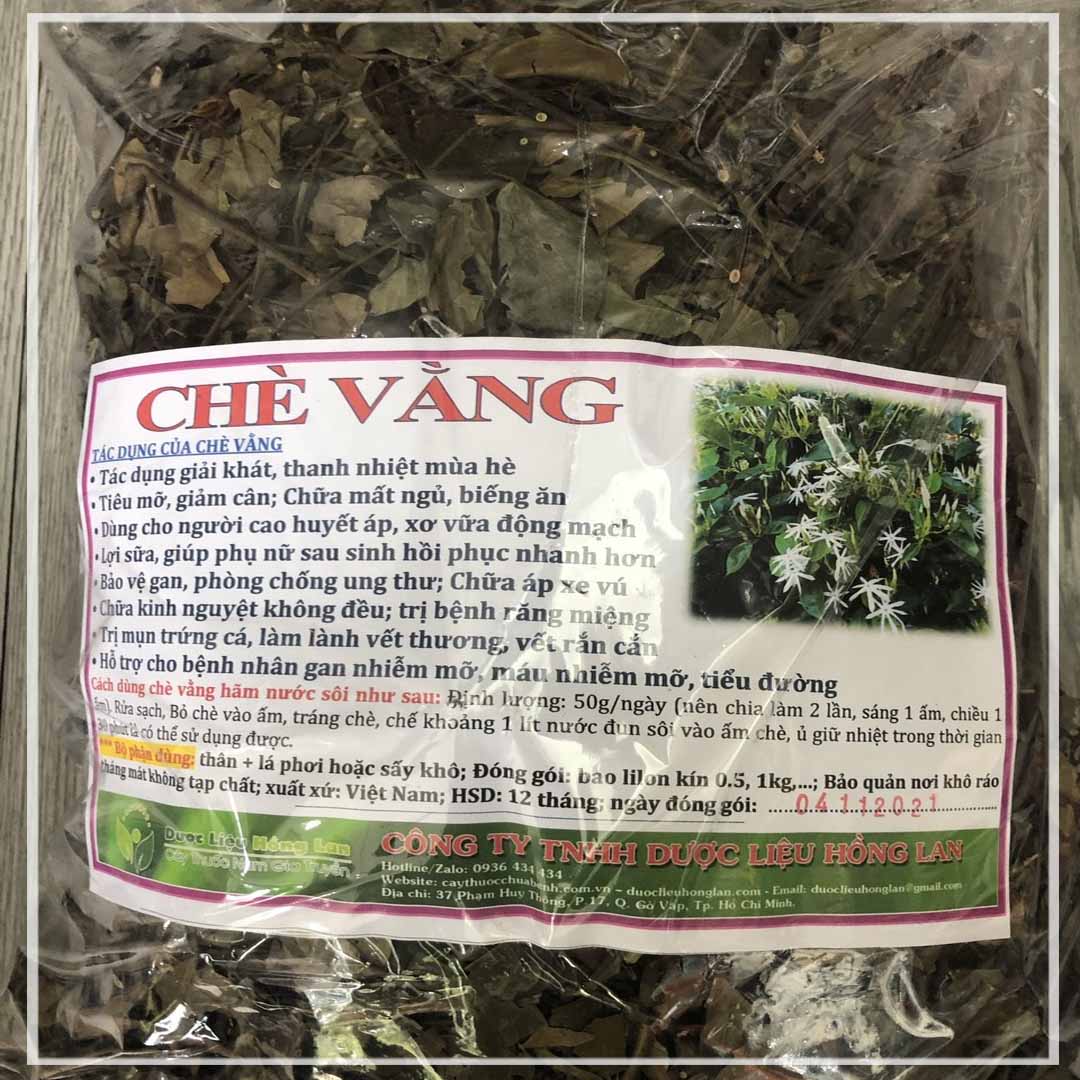 CHÈ VẰNG
TÁC DỤNG CỦA CHÈ VẰNG
• Tác dụng giải khát, thanh nhiệt mùa hè
• Tiêu mỡ, giảm cân; Chữa mất ngủ, biếng ăn
• Dùng cho người cao huyết áp, xơ vữa động mạch
• Lợi sữa, giúp phụ nữ sau sinh hồi phục nhanh hơn
• Bảo vệ gan, phòng chống ung thư; Chữa áp xe vú
• Chữa kinh nguyệt không đều; trị bệnh răng miệng
• Trị mụn trứng cá, làm lành vết thương, vết rắn cắn
• Hỗ trợ cho bệnh nhân gan nhiễm mỡ, máu nhiễm mỡ, tiểu đường
Cách dùng chè vằng hãm nước sôi như sau: Định lượng: 50g/ngày (nên chia làm 2 lần, sáng 1 ấm, chiều 1
ấm). Rửa sạch, Bỏ chè vào ấm, tráng chè, chế khoảng 1 lít nước đun sôi vào ấm chè, ủ giữ nhiệt trong thời gian
30 phút là có thể sử dụng được.
*** Bộ phận dùng: thân + lá phơi hoặc sấy khô; Đóng gói: bao lilon kín 0.5, 1kg,...; Bảo quản nơi khô ráo
tháng mát không tạp chất; xuất xứ: Việt Nam; HSD: 12 tháng; ngày đóng gói: ......04112021..............
Dược Liệu Hồng Lan
Cây Thuốc Nam Gia Truyền
CÔNG TY TNHH DƯỢC LIỆU HỒNG LAN
Hotline/Zalo: 0936 434 434
Website: caythuocchuabenh.com.vn – duoclieuhonglan.com - Email: duoclieuhonglan@gmail.com
Địa chỉ: 37 Phạm Huy Thông, P 17, Q. Gò Vấp, Tp. Hồ Chí Minh.